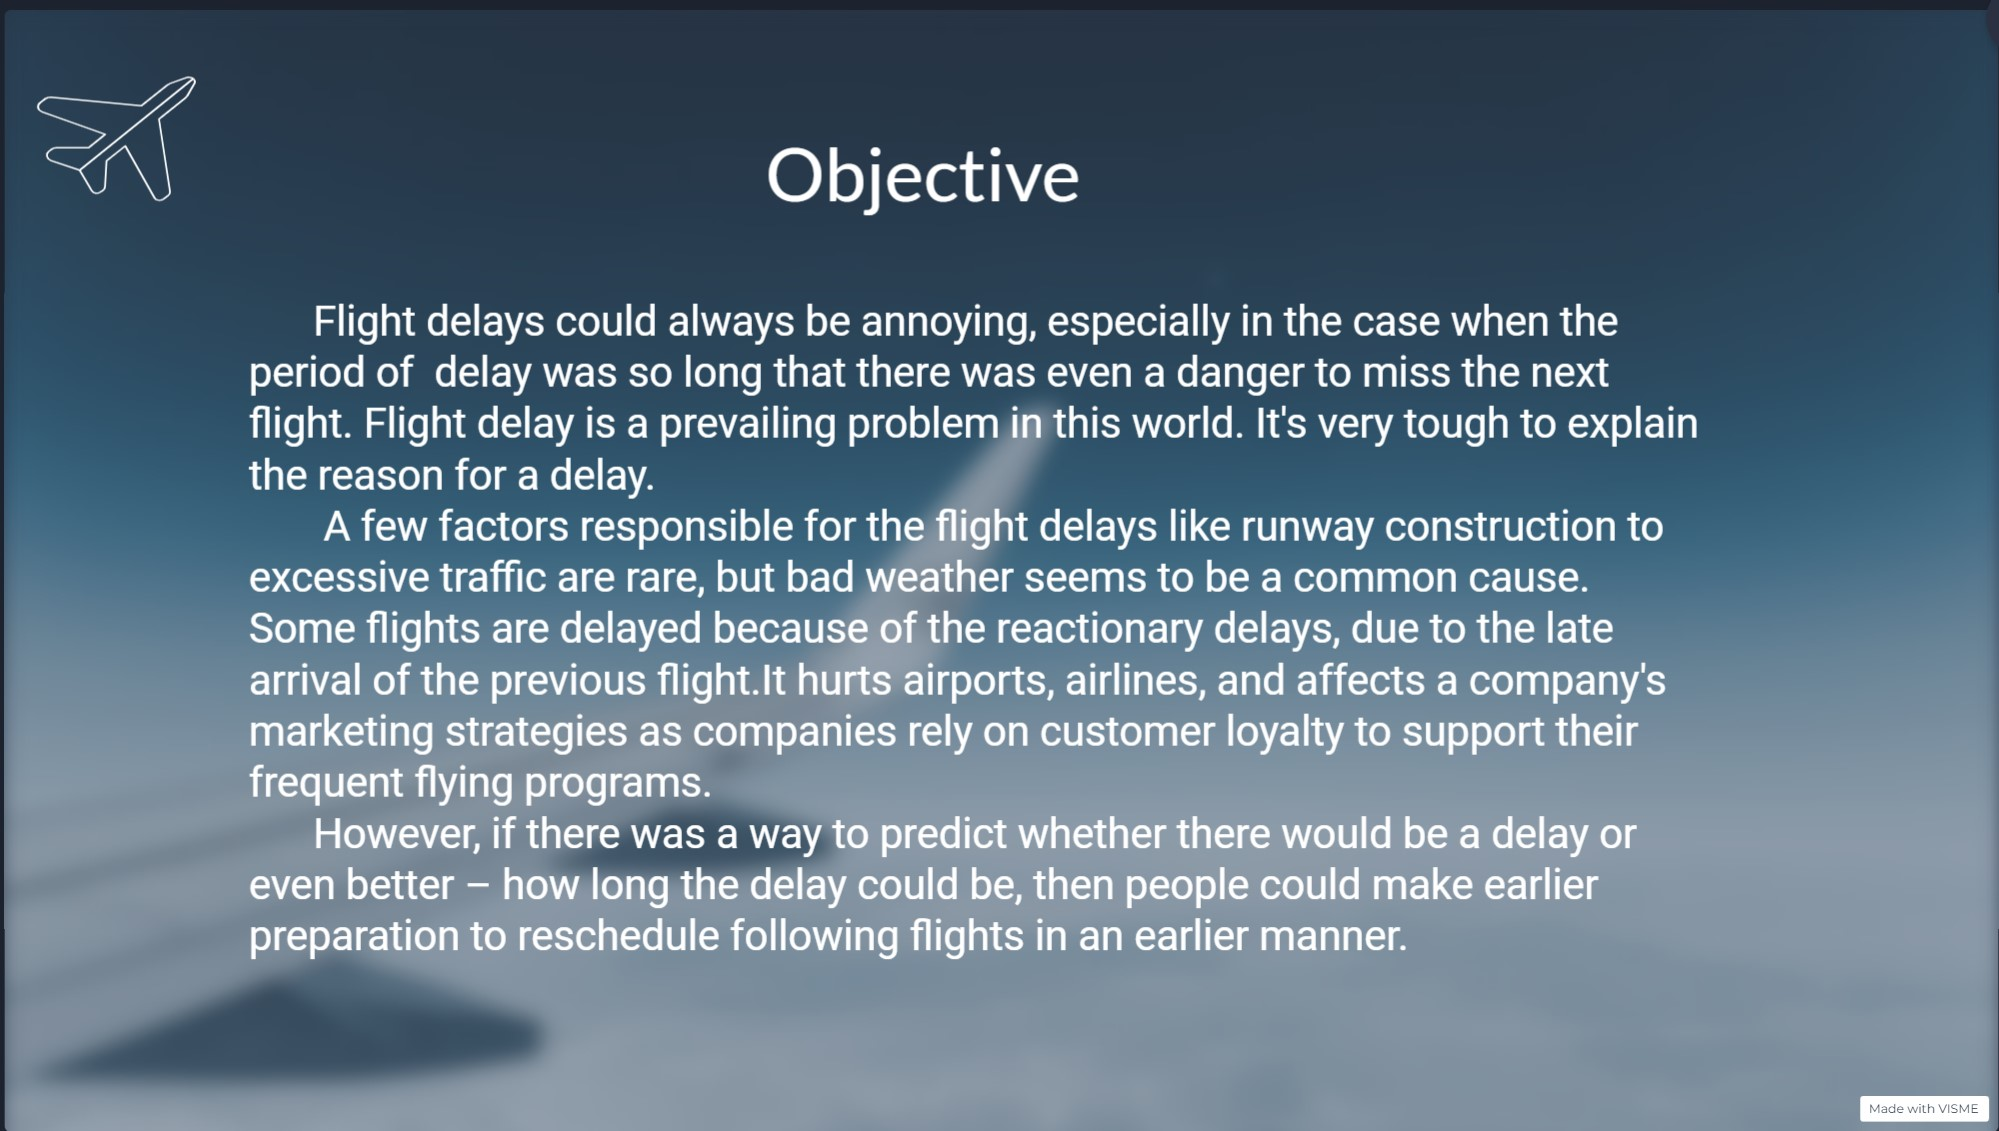 Objective
Flight delays could always be annoying, especially in the case when the
period of  delay was so long that there was even a danger to miss the next
flight. Flight delay is a prevailing problem in this world. It's very tough to explain
the reason for a delay.
A few factors responsible for the flight delays like runway construction to
excessive traffic are rare, but bad weather seems to be a common cause.
Some flights are delayed because of the reactionary delays, due to the late
arrival of the previous flight.It hurts airports, airlines, and affects a company's
marketing strategies as companies rely on customer loyalty to support their
frequent flying programs.
However, if there was a way to predict whether there would be a delay or
even better – how long the delay could be, then people could make earlier
preparation to reschedule following flights in an earlier manner.
Made with VISME